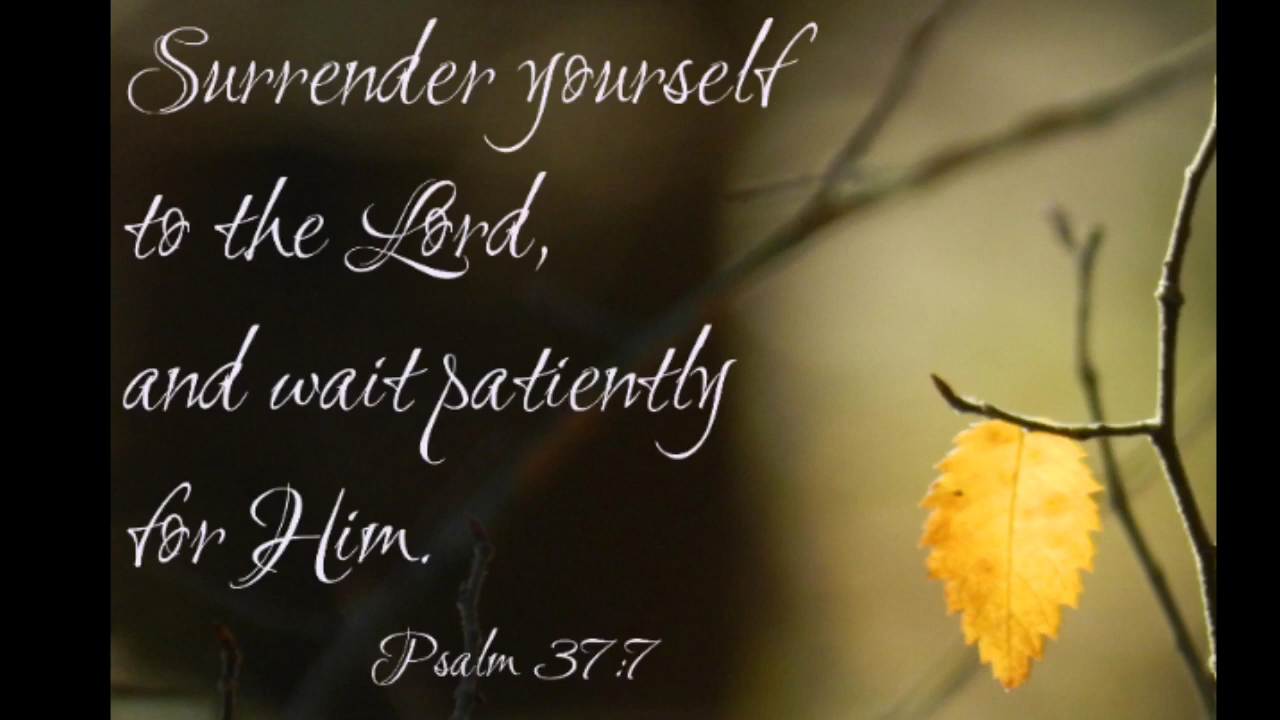 Surrender yourself
to the Lord,
and wait patiently
for Him.
Psalm 37:7